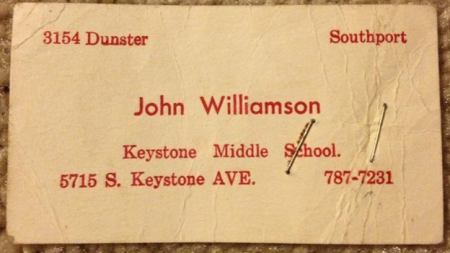 3154 Dunster Southport
John Williamson
Keystone Middle School.
5715 S. Keystone AVE. 787-7231